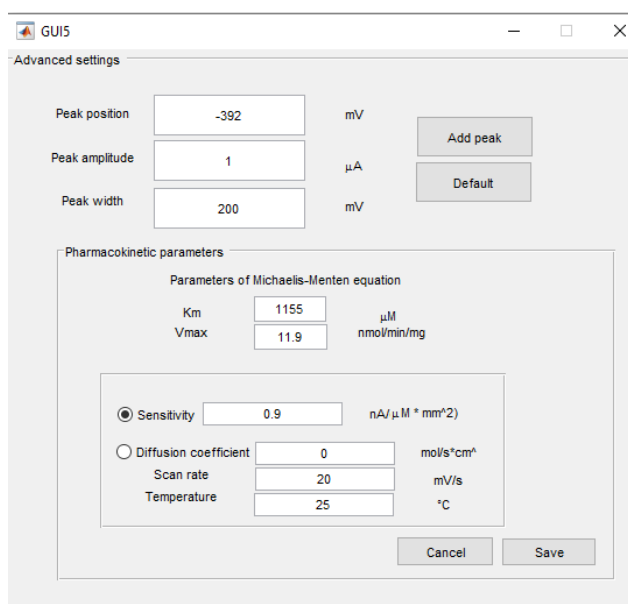 GUI5
Advanced settings
Peak position -392 mV
Add peak
Peak amplitude 1 μA
Default
Peak width 200 mV
Pharmacokinetic parameters
Parameters of Michaelis-Menten equation
Km 1155 μM
Vmax 11.9 nmol/min/mg
Sensitivity 0.9 nA/μM * mm^2)
Diffusion coefficient 0 mol/s*cm^
Scan rate 20 mV/s
Temperature 25 °C
Cancel Save